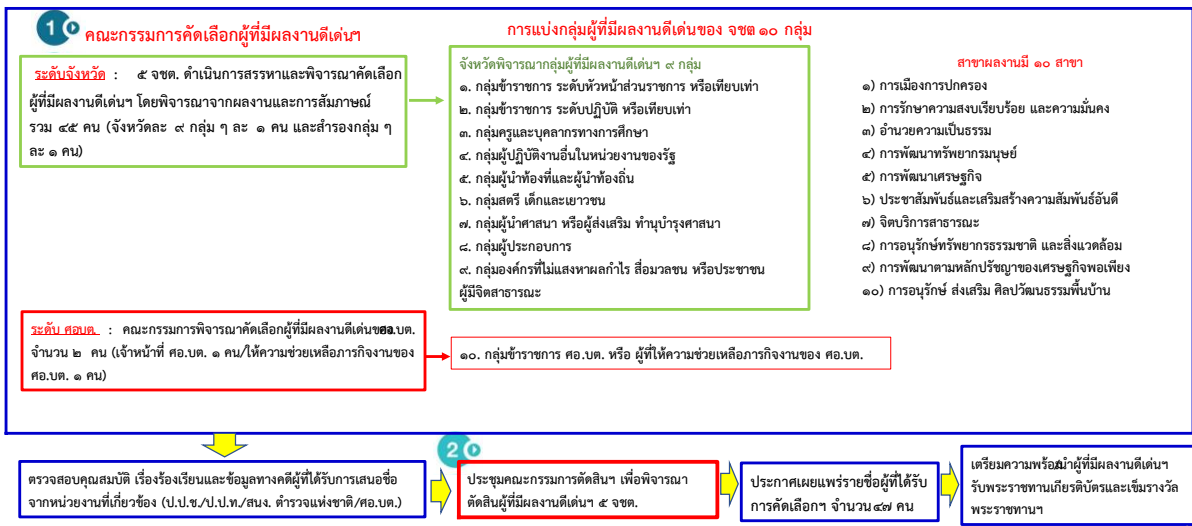 1 คณะกรรมการคัดเลือกผู้ที่มีผลงานดีเด่นฯ
ระดับจังหวัด : ๕ จชต. ดำเนินการสรรหาและพิจารณาคัดเลือก
ผู้ที่มีผลงานดีเด่นฯ โดยพิจารณาจากผลงานและการสัมภาษณ์
รวม ๔๕ คน (จังหวัดละ ๙ กลุ่ม ๆ ละ ๑ คน และสำรองกลุ่ม ๆ
ละ ๑ คน)
การแบ่งกลุ่มผู้ที่มีผลงานดีเด่นของ จชต ๑๐ กลุ่ม
จังหวัดพิจารณากลุ่มผู้ที่มีผลงานดีเด่นฯ ๙ กลุ่ม
๑. กลุ่มข้าราชการ ระดับหัวหน้าส่วนราชการ หรือเทียบเท่า
๒. กลุ่มข้าราชการ ระดับปฏิบัติ หรือเทียบเท่า
๓. กลุ่มครูและบุคลากรทางการศึกษา
๔. กลุ่มผู้ปฏิบัติงานอื่นในหน่วยงานของรัฐ
๕. กลุ่มผู้นำท้องที่และผู้นำท้องถิ่น
๖. กลุ่มสตรี เด็กและเยาวชน
๗. กลุ่มผู้นำศาสนา หรือผู้ส่งเสริม ทำนุบำรุงศาสนา
๘. กลุ่มผู้ประกอบการ
๙. กลุ่มองค์กรที่ไม่แสงหาผลกำไร สื่อมวลชน หรือประชาชน
ผู้มีจิตสาธารณะ
สาขาผลงานมี ๑๐ สาขา
๑) การเมืองการปกครอง
๒) การรักษาความสงบเรียบร้อย และความมั่นคง
๓) อำนวยความเป็นธรรม
๔) การพัฒนาทรัพยากรมนุษย์
๕) การพัฒนาเศรษฐกิจ
๖) ประชาสัมพันธ์และเสริมสร้างความสัมพันธ์อันดี
๗) จิตบริการสาธารณะ
๘) การอนุรักษ์ทรัพยากรธรรมชาติ และสิ่งแวดล้อม
๙) การพัฒนาตามหลักปรัชญาของเศรษฐกิจพอเพียง
๑๐) การอนุรักษ์ ส่งเสริม ศิลปวัฒนธรรมพื้นบ้าน
ระดับ ศอบต. : คณะกรรมการพิจารณาคัดเลือกผู้ที่มีผลงานดีเด่นของ ศอ.บต.
จำนวน ๒ คน (เจ้าหน้าที่ ศอ.บต. ๑ คน/ให้ความช่วยเหลือภารกิจงานของ
ศอ.บต. ๑ คน)
๑๐. กลุ่มข้าราชการ ศอ.บต. หรือ ผู้ที่ให้ความช่วยเหลือภารกิจงานของ ศอ.บต.
ตรวจสอบคุณสมบัติ เรื่องร้องเรียนและข้อมูลทางคดีผู้ที่ได้รับการเสนอชื่อ
จากหน่วยงานที่เกี่ยวข้อง (ป.ป.ช./ป.ป.ท./สนง. ตำรวจแห่งชาติ/ศอ.บต.)
2
ประชุมคณะกรรมการตัดสินฯ เพื่อพิจารณา
ตัดสินผู้ที่มีผลงานดีเด่นฯ ๕ จชต.
ประกาศเผยแพร่รายชื่อผู้ที่ได้รับ
การคัดเลือกฯ จำนวน๔๗ คน
เตรียมความพร้อมนำผู้ที่มีผลงานดีเด่นฯ
รับพระราชทานเกียรติบัตรและเข็มรางวัล
พระราชทานฯ